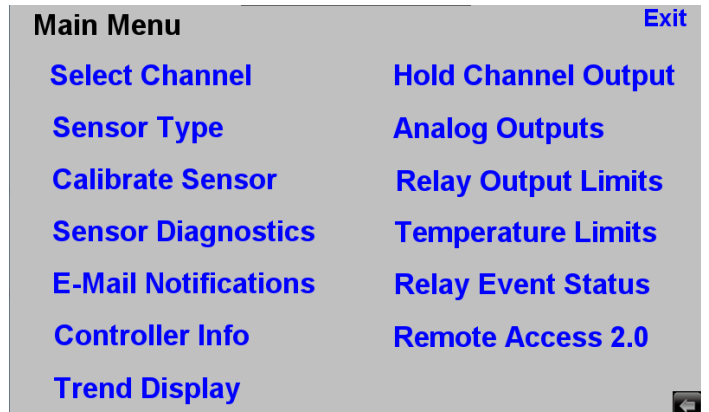 Main Menu
Exit
Select Channel
Hold Channel Output
Sensor Type
Analog Outputs
Calibrate Sensor
Relay Output Limits
Sensor Diagnostics
Temperature Limits
E-Mail Notifications
Relay Event Status
Controller Info
Remote Access 2.0
Trend Display